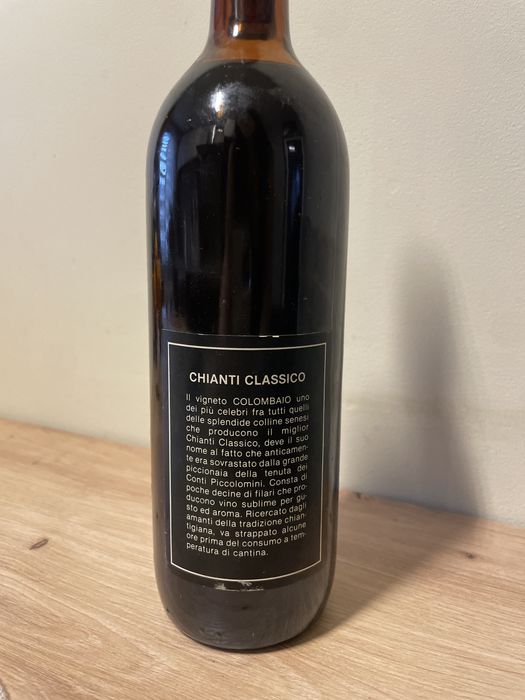 CHIANTI CLASSICO
Il vigneto COLOMBAIO uno
dei più celebri fra tutti quelli
delle splendide colline senesi
che producono il miglior
Chianti Classico, deve il suo
nome al fatto che anticamen-
te era sovrastato dalla grande
piccionaia della tenuta dei
Conti Piccolomini. Consta di
poche decine di filari che pro-
ducono vino sublime per gu-
sto ed aroma. Ricercato dagli
amanti della tradizione chian-
tigiana, va strappato alcune
ore prima del consumo a tem-
peratura di cantina.